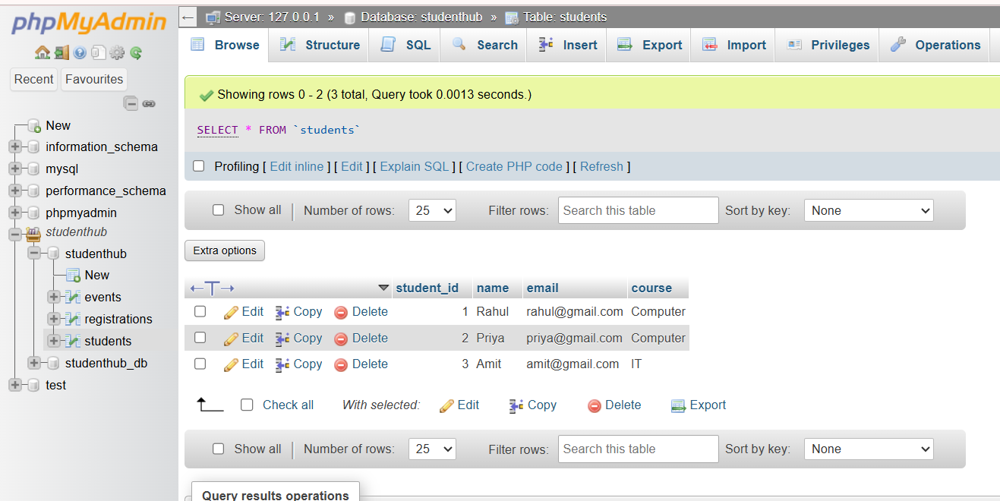 phpMyAdmin
Recent Favourites
New
information_schema
mysql
performance_schema
phpmyadmin
studenthub
studenthub
New
events
registrations
students
studenthub_db
test
Server: 127.0.0.1 » Database: studenthub » Table: students
Browse Structure SQL Search Insert Export Import Privileges Operations
Showing rows 0 - 2 (3 total, Query took 0.0013 seconds.)
SELECT * FROM `students`
Profiling [ Edit inline ] [ Edit ] [ Explain SQL ] [ Create PHP code ] [ Refresh ]
Show all Number of rows: 25 Filter rows: Search this table Sort by key: None
Extra options
student_id name email course
Edit Copy Delete 1 Rahul rahul@gmail.com Computer
Edit Copy Delete 2 Priya priya@gmail.com Computer
Edit Copy Delete 3 Amit amit@gmail.com IT
Check all With selected: Edit Copy Delete Export
Show all Number of rows: 25 Filter rows: Search this table Sort by key: None
Query results operations